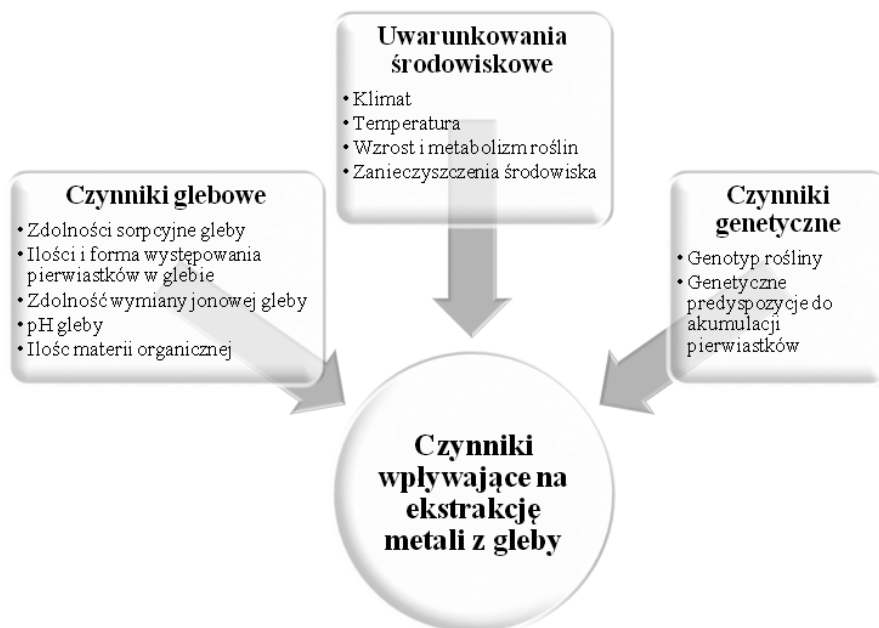 Uwarunkowania
środowiskowe
• Klimat
• Temperatura
• Wzrost i metabolizm roślin
• Zanieczyszczenia środowiska
Czynniki glebowe
• Zdolności sorpcyjne gleby
• Ilości i forma występowania
pierwiastków w glebie
• Zdolność wymiany jonowej gleby
• pH gleby
• Ilośc materii organicznej
Czynniki
genetyczne
• Genotyp rośliny
• Genetyczne
predyspozycje do
akumulacji
pierwiastków
Czynniki
wpływające na
ekstrakcję
metali z gleby